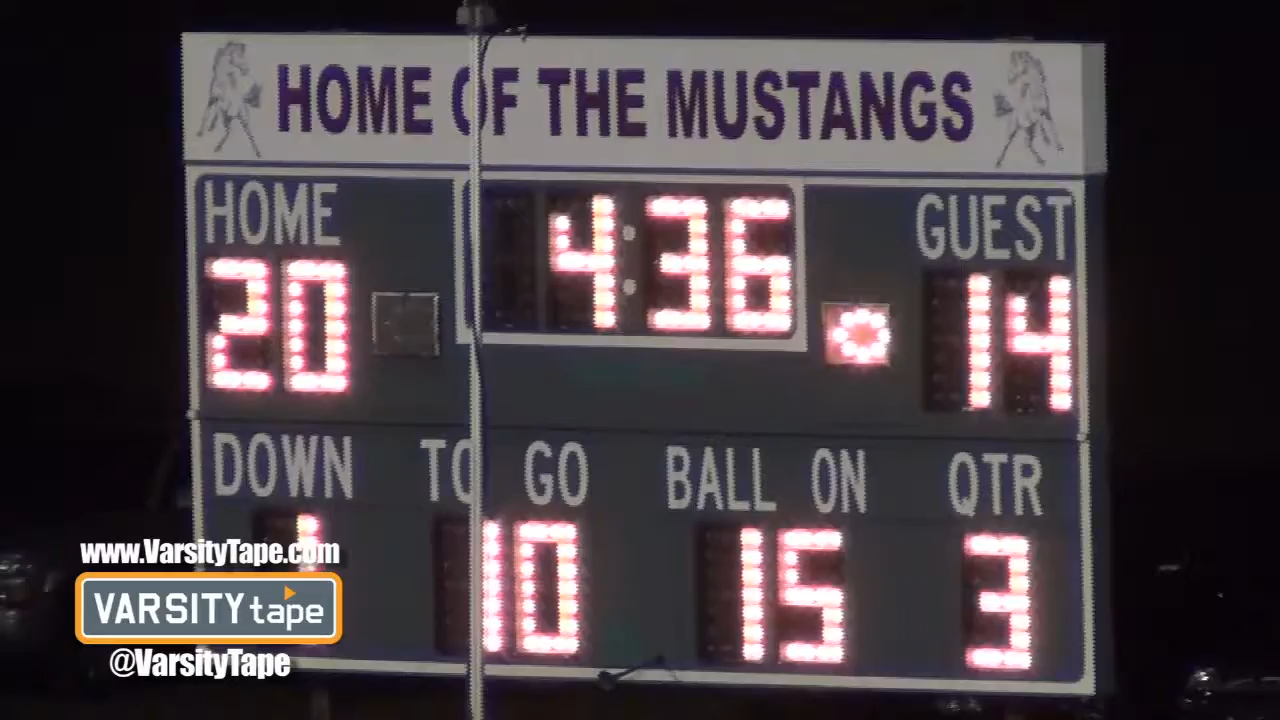 HOME OF THE MUSTANGS
HOME 4:36 GUEST
20 14
DOWN TO GO BALL ON QTR
1 10 15 3
www.VarsityTape.com
VARSITY tape
@VarsityTape